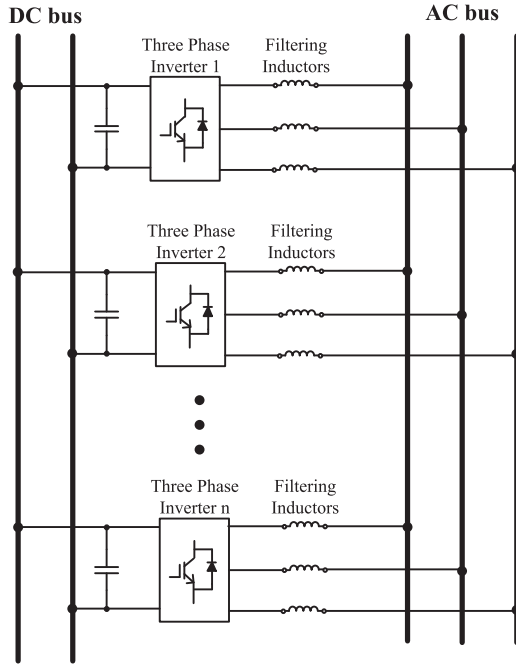 DC bus
AC bus
Three Phase
Inverter 1
Filtering
Inductors
Three Phase
Inverter 2
Filtering
Inductors
Three Phase
Inverter n
Filtering
Inductors